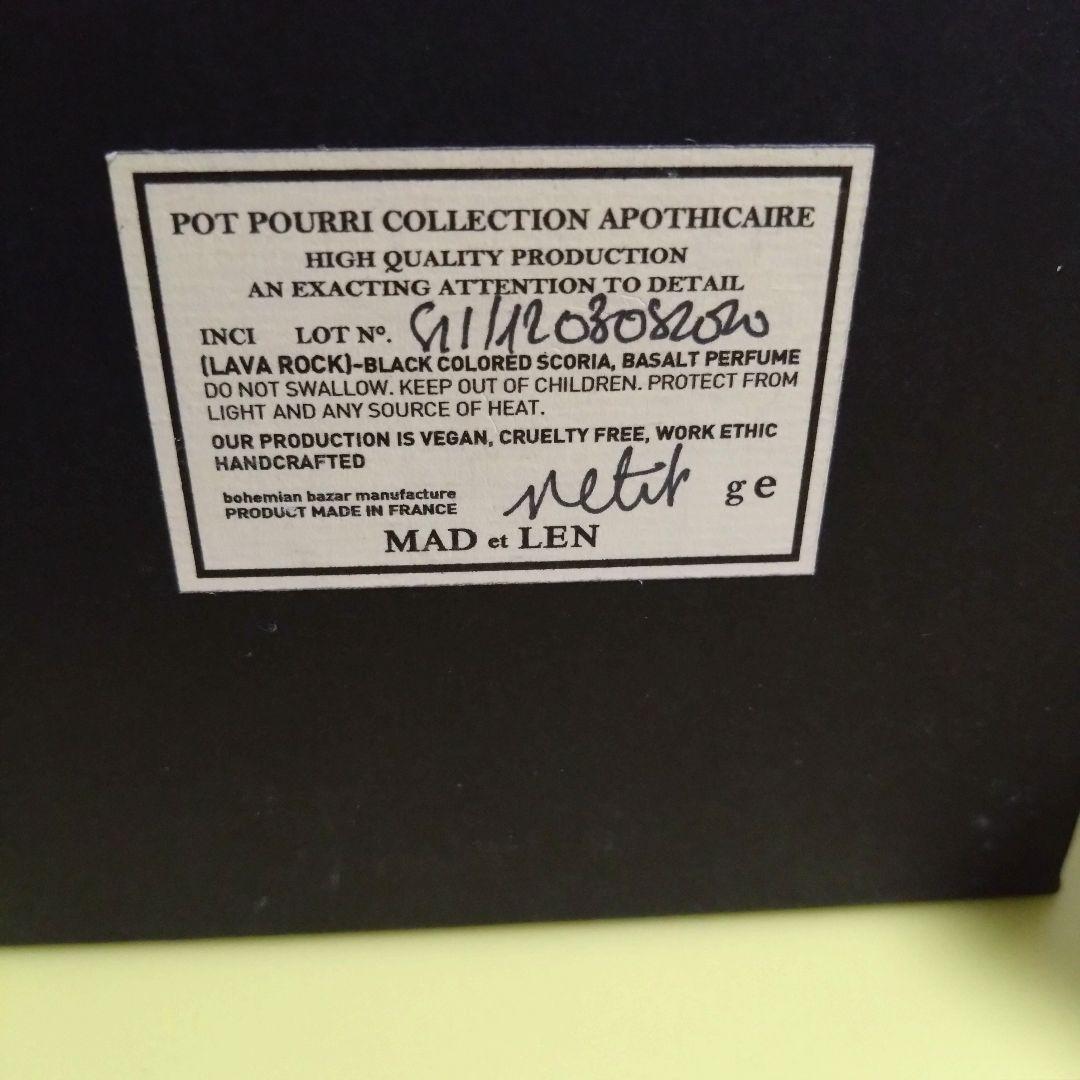 POT POURRI COLLECTION APOTHICAIRE
HIGH QUALITY PRODUCTION
AN EXACTING ATTENTION TO DETAIL
INCI LOT Nº.
(LAVA ROCK)-BLACK COLORED SCORIA, BASALT PERFUME
DO NOT SWALLOW. KEEP OUT OF CHILDREN. PROTECT FROM
LIGHT AND ANY SOURCE OF HEAT.
OUR PRODUCTION IS VEGAN, CRUELTY FREE, WORK ETHIC
HANDCRAFTED
bohemian bazar manufacture
PRODUCT MADE IN FRANCE
g e
MAD et LEN